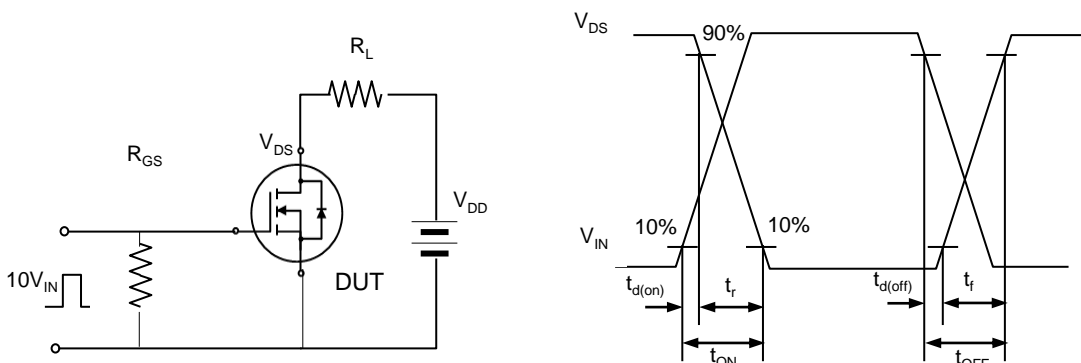 R_L
V_DS
R_GS
V_DD
10V_IN
DUT
V_DS
90%
10%
10%
V_IN
t_d(on)
t_r
t_d(off)
t_f
t_ON
t_OFF